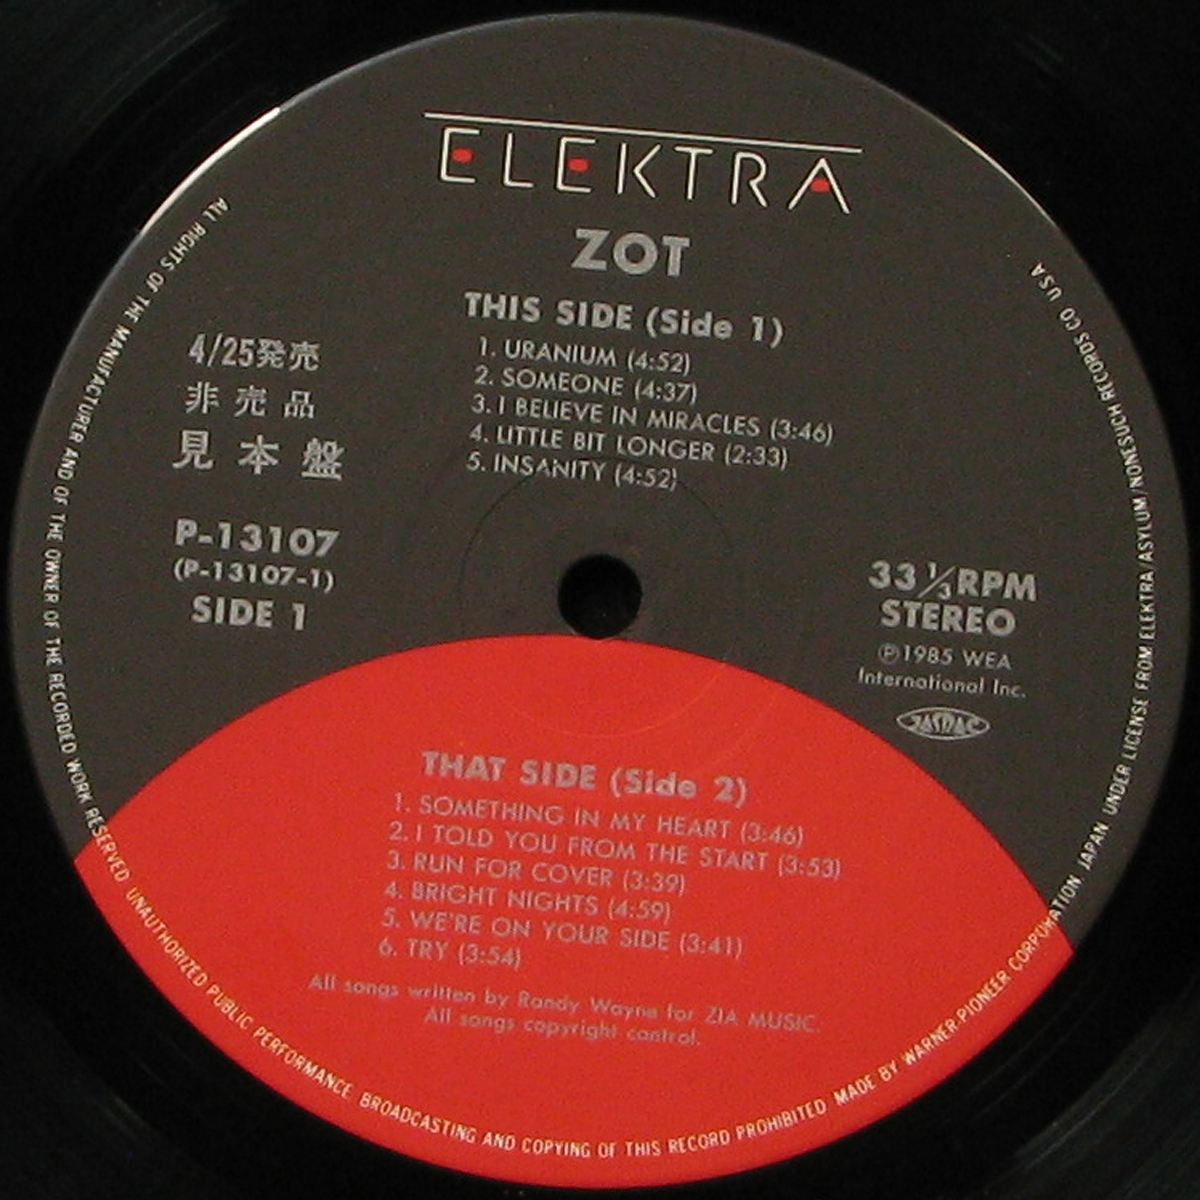 ELEKTRA
ZOT
THIS SIDE (Side 1)
1. URANIUM (4:52)
2. SOMEONE (4:37)
3. I BELIEVE IN MIRACLES (3:46)
4. LITTLE BIT LONGER (2:33)
5. INSANITY (4:52)
4/25発売
非売品
見本盤
P-13107
(P-13107-1)
SIDE 1
33 1/3 RPM
STEREO
Ⓟ1985 WEA
International Inc.
JASRAC
THAT SIDE (Side 2)
1. SOMETHING IN MY HEART (3:46)
2. I TOLD YOU FROM THE START (3:53)
3. RUN FOR COVER (3:39)
4. BRIGHT NIGHTS (4:59)
5. WE'RE ON YOUR SIDE (3:41)
6. TRY (3:54)
All songs written by Randy Wayne for ZIA MUSIC.
All songs copyright control.
ALL RIGHTS OF THE MANUFACTURER AND OF THE OWNER OF THE RECORDED WORK RESERVED UNAUTHORIZED PUBLIC PERFORMANCE BROADCASTING AND COPYING OF THIS RECORD PROHIBITED MADE BY WARNER-PIONEER CORPORATION JAPAN UNDER LICENSE FROM ELEKTRA/ASYLUM/NONESUCH RECORDS CO USA